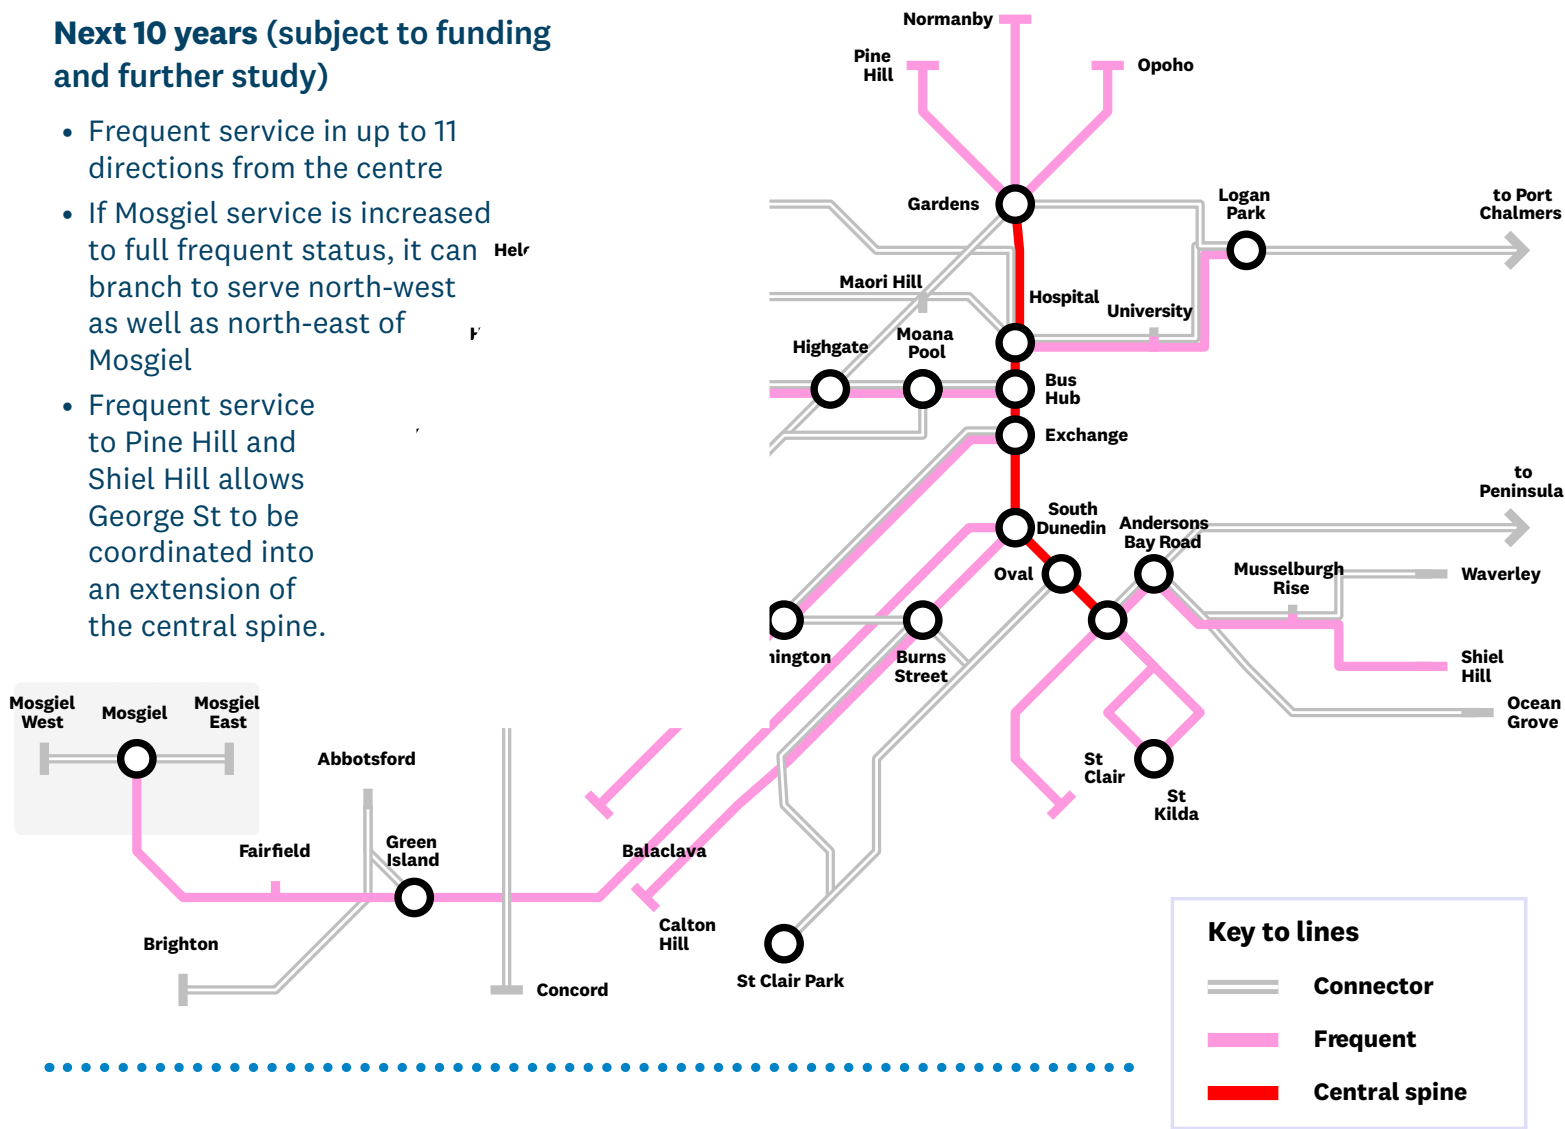 Next 10 years (subject to funding
and further study)
• Frequent service in up to 11
directions from the centre
• If Mosgiel service is increased
to full frequent status, it can
branch to serve north-west
as well as north-east of
Mosgiel
• Frequent service
to Pine Hill and
Shiel Hill allows
George St to be
coordinated into
an extension of
the central spine.
Normanby
Pine
Hill
Opoho
Gardens
Logan
Park
to Port
Chalmers
Maori Hill
Hospital
University
Highgate
Moana
Pool
Bus
Hub
Exchange
South
Dunedin
Andersons
Bay Road
to
Peninsula
Oval
Musselburgh
Rise
Waverley
Burns
Street
Shiel
Hill
Ocean
Grove
St
Clair
St
Kilda
Mosgiel
West
Mosgiel
Mosgiel
East
Abbotsford
Fairfield
Green
Island
Balaclava
Brighton
Calton
Hill
Concord
St Clair Park
Key to lines
Connector
Frequent
Central spine